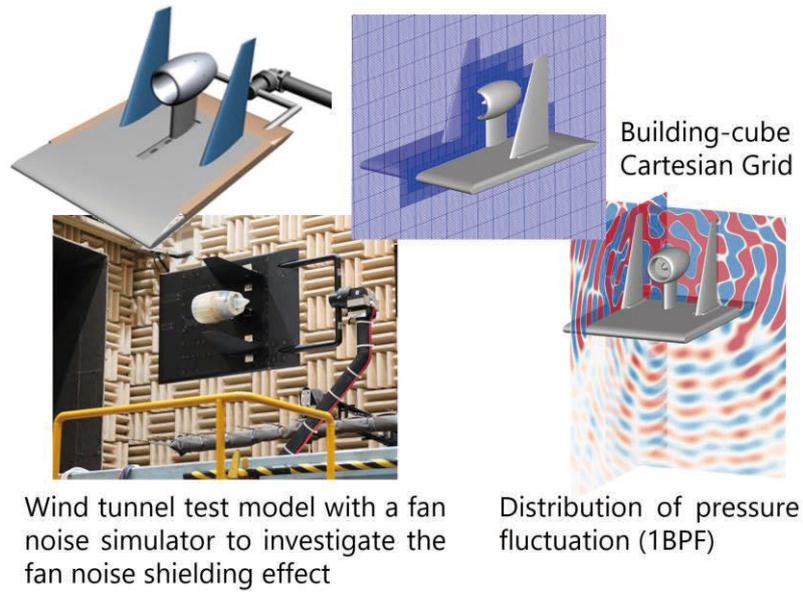 Building-cube
Cartesian Grid
Wind tunnel test model with a fan
noise simulator to investigate the
fan noise shielding effect
Distribution of pressure
fluctuation (1BPF)